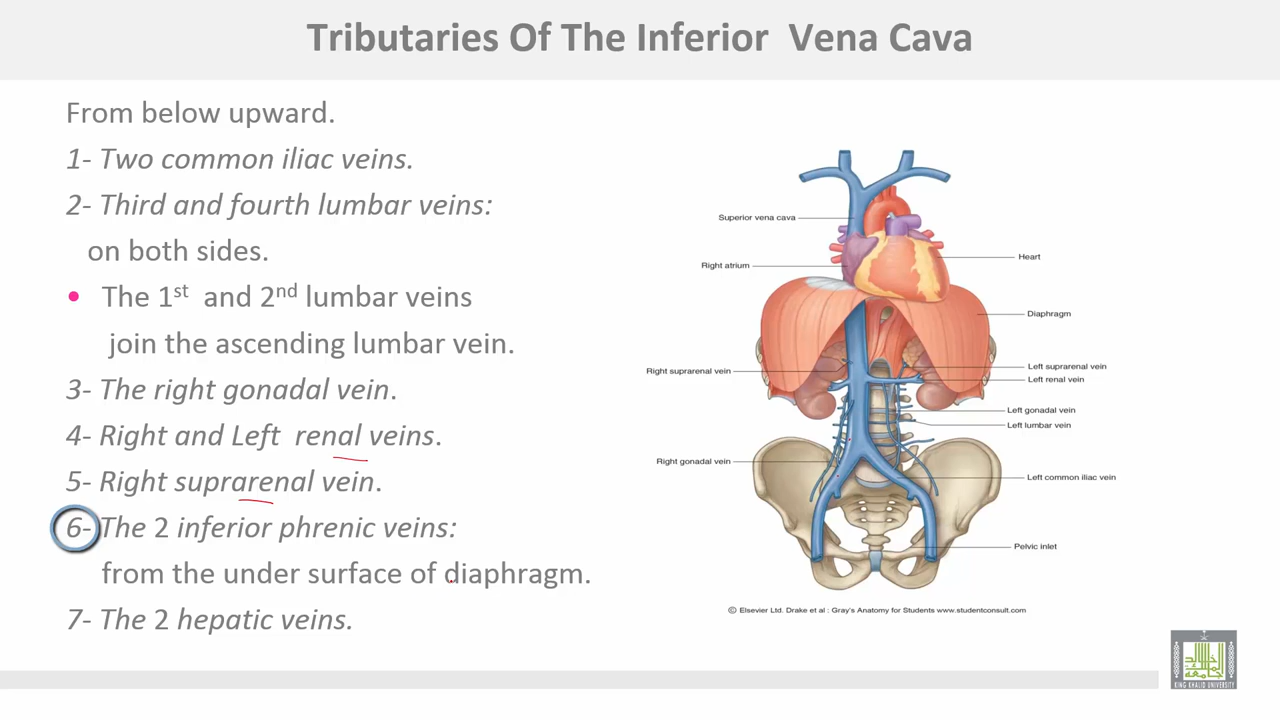 Tributaries Of The Inferior Vena Cava
From below upward.
1- Two common iliac veins.
2- Third and fourth lumbar veins:
on both sides.
• The 1st and 2nd lumbar veins
join the ascending lumbar vein.
3- The right gonadal vein.
4- Right and Left renal veins.
5- Right suprarenal vein.
6- The 2 inferior phrenic veins:
from the under surface of diaphragm.
7- The 2 hepatic veins.
Superior vena cava
Right atrium
Heart
Diaphragm
Right suprarenal vein
Left suprarenal vein
Left renal vein
Left gonadal vein
Left lumbar vein
Right gonadal vein
Left common iliac vein
Pelvic inlet
© Elsevier Ltd. Drake et al : Gray's Anatomy for Students www.studentconsult.com
KING KHALID UNIVERSITY